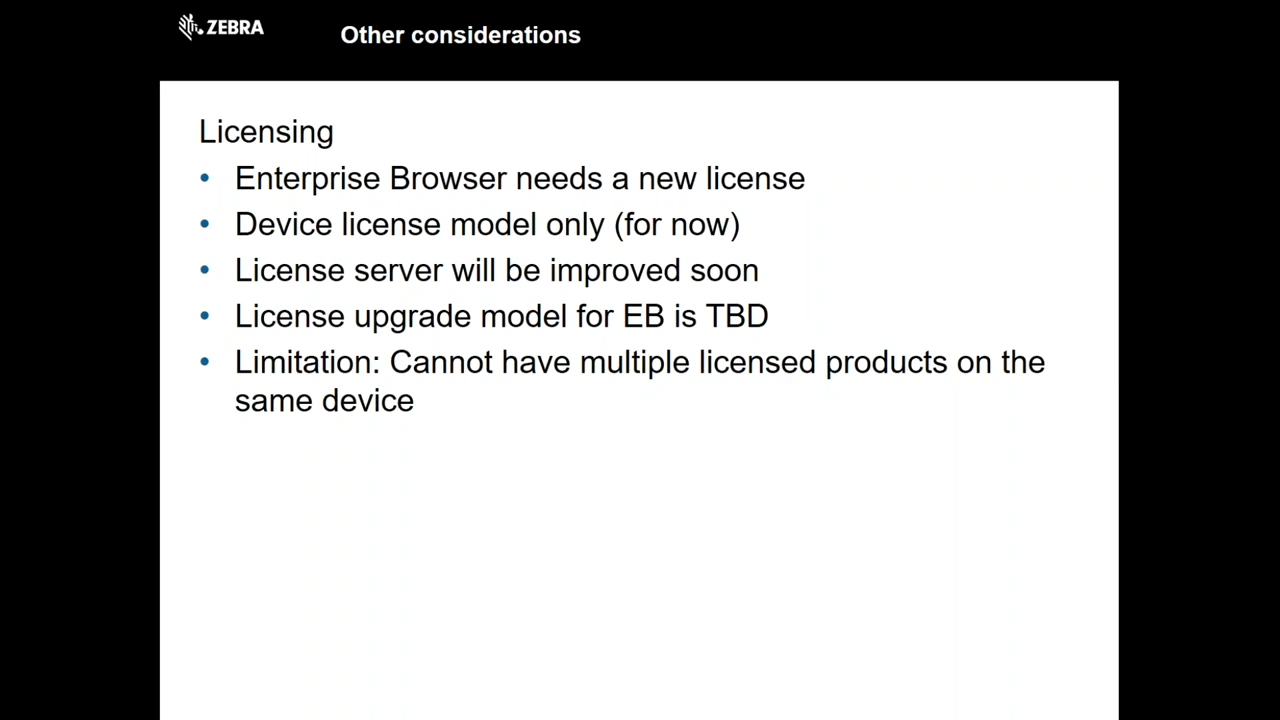 ZEBRA
Other considerations
Licensing
• Enterprise Browser needs a new license
• Device license model only (for now)
• License server will be improved soon
• License upgrade model for EB is TBD
• Limitation: Cannot have multiple licensed products on the
same device